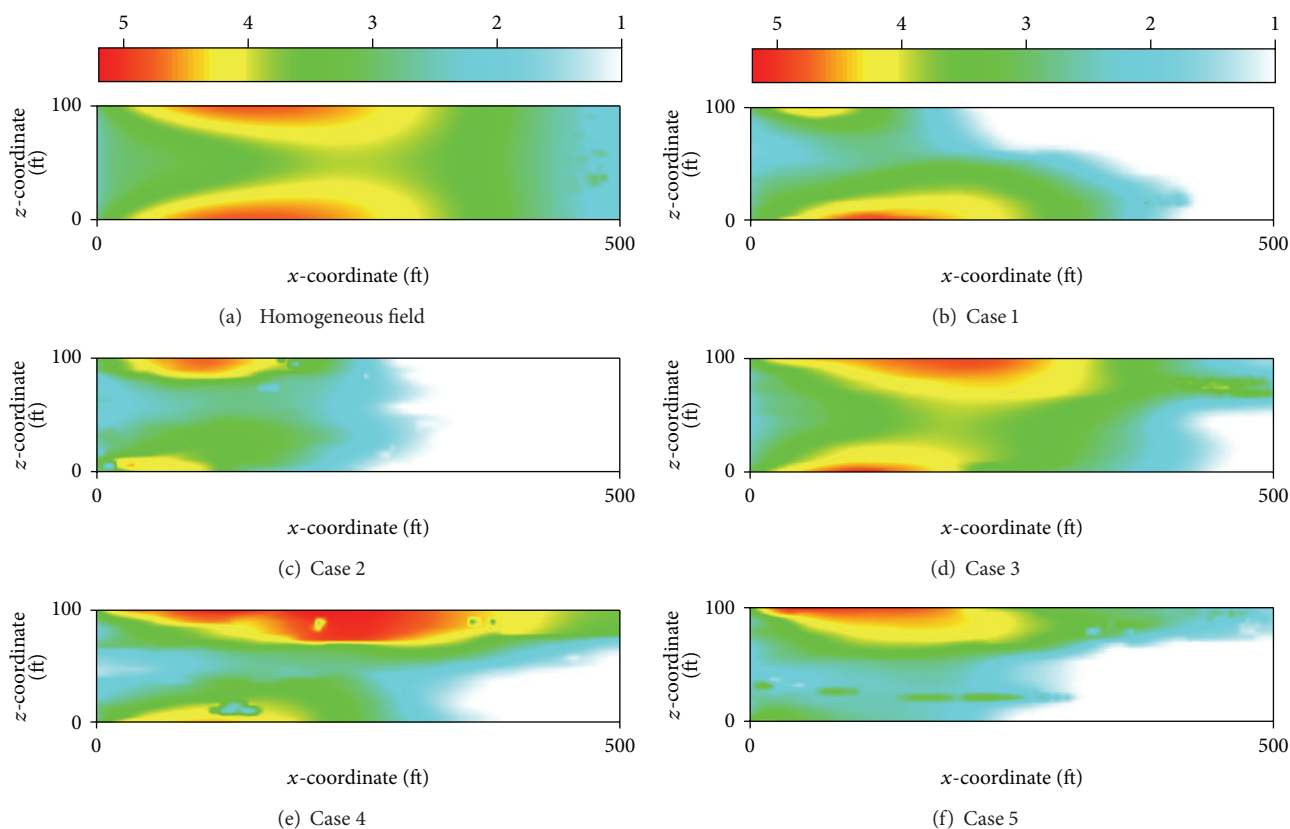 5 4 3 2 1
5 4 3 2 1
100
0
z-coordinate
(ft)
0 500
x-coordinate (ft)
(a) Homogeneous field
100
0
z-coordinate
(ft)
0 500
x-coordinate (ft)
(b) Case 1
100
0
z-coordinate
(ft)
0 500
x-coordinate (ft)
(c) Case 2
100
0
z-coordinate
(ft)
0 500
x-coordinate (ft)
(d) Case 3
100
0
z-coordinate
(ft)
0 500
x-coordinate (ft)
(e) Case 4
100
0
z-coordinate
(ft)
0 500
x-coordinate (ft)
(f) Case 5